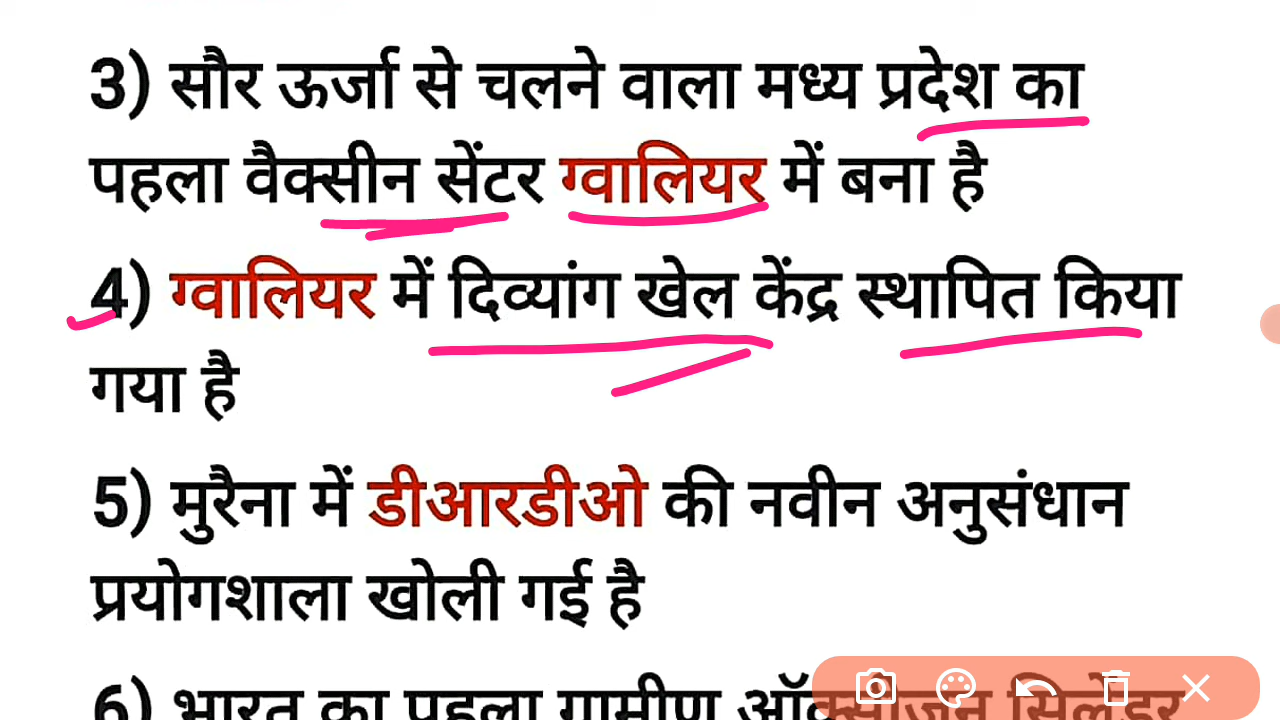 3) सौर ऊर्जा से चलने वाला मध्य प्रदेश का
पहला वैक्सीन सेंटर ग्वालियर में बना है
4) ग्वालियर में दिव्यांग खेल केंद्र स्थापित किया
गया है
5) मुरैना में डीआरडीओ की नवीन अनुसंधान
प्रयोगशाला खोली गई है
6) भारत का पहला ग्रामीण ऑक्सीजन सिलेंडर